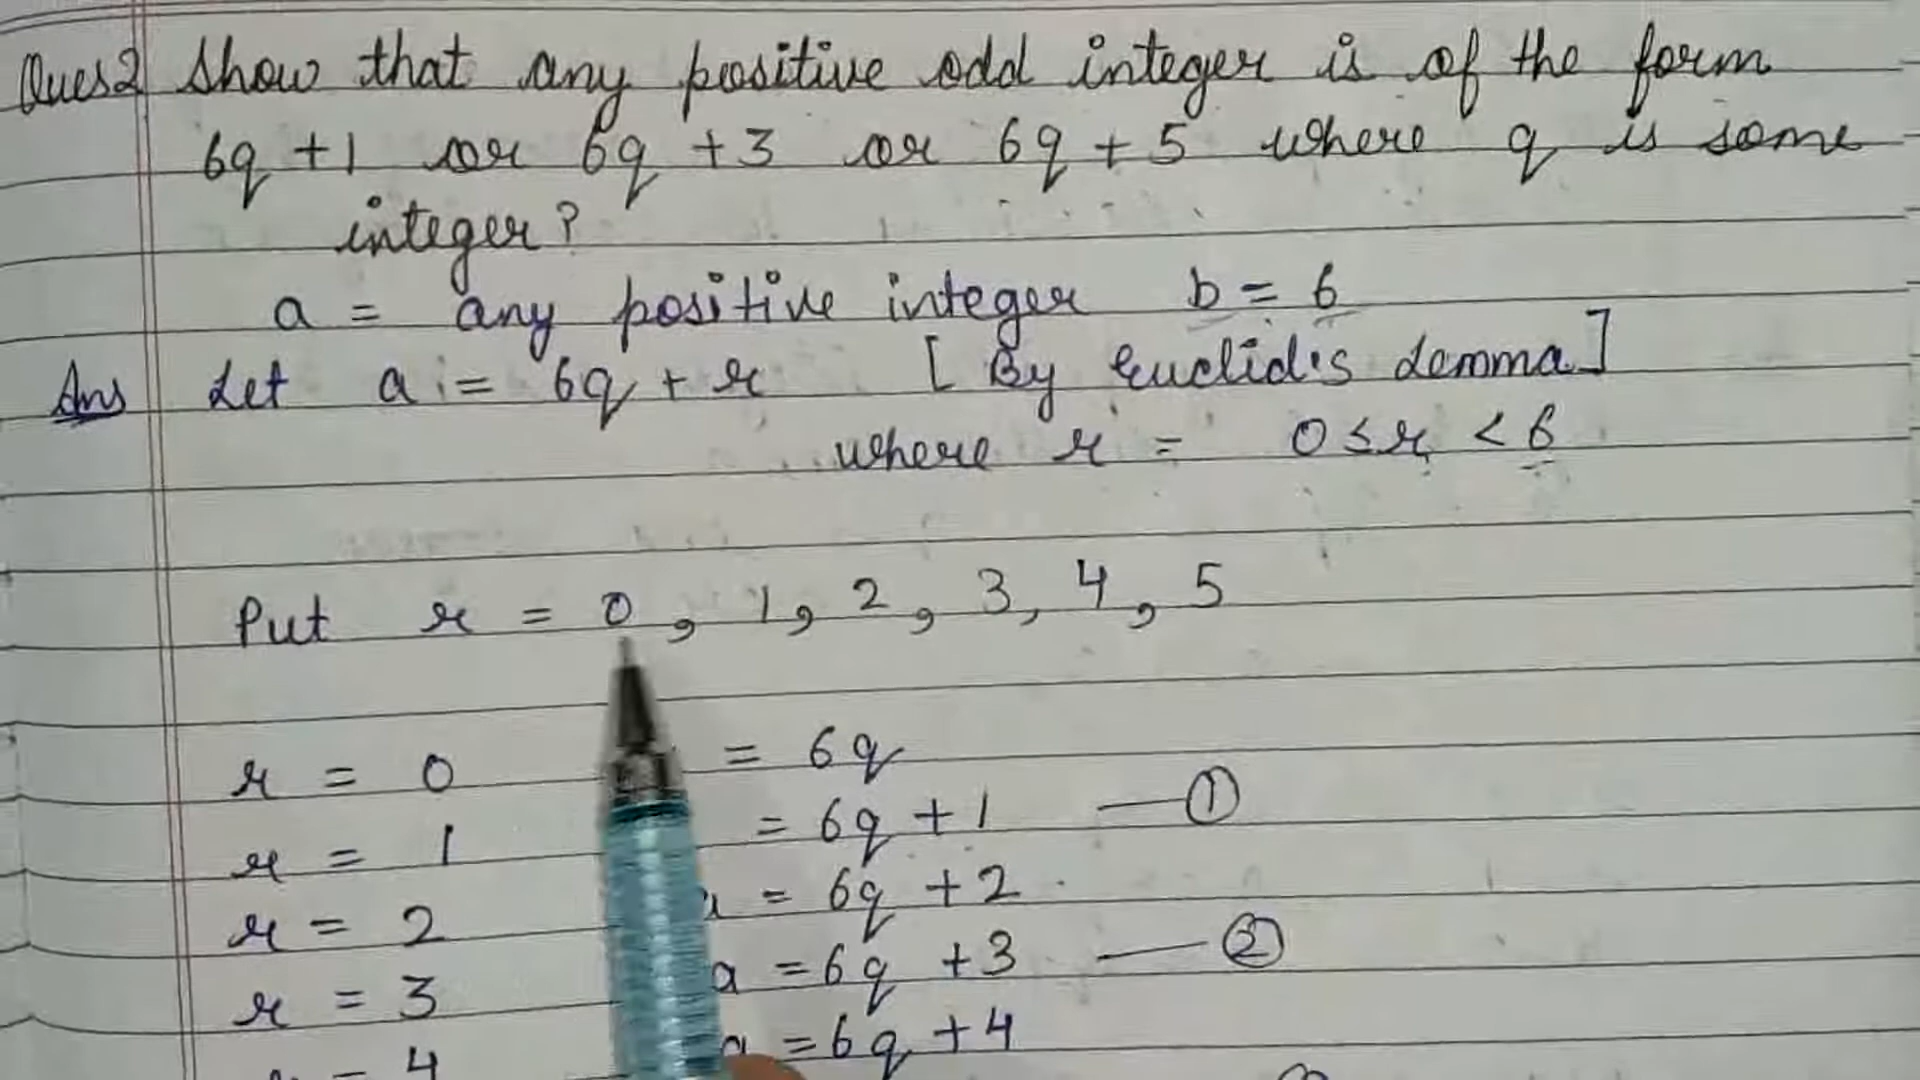 Ques2 Show that any positive odd integer is of the form
6q +1 or 6q +3 or 6q +5 where q is some
integer?
a = any positive integer b = 6
Ans Let a = 6q + r [By Euclid's Lemma]
where r = 0 ≤ r < 6
Put r = 0, 1, 2, 3, 4, 5
r = 0 = 6q
r = 1 = 6q +1 — ①
r = 2 a = 6q +2
r = 3 a = 6q +3 — ②
r = 4 a = 6q +4